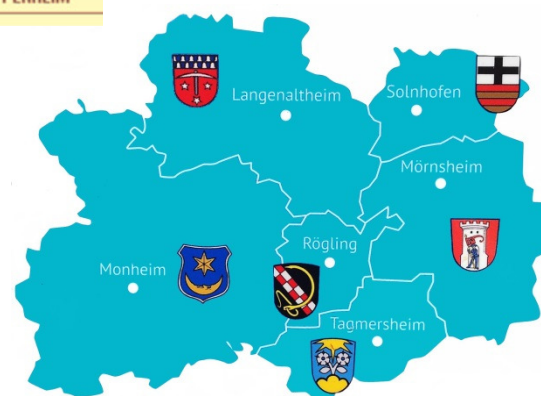 Langenaltheim
Solnhofen
Mörnsheim
Rögling
Monheim
Tagmersheim